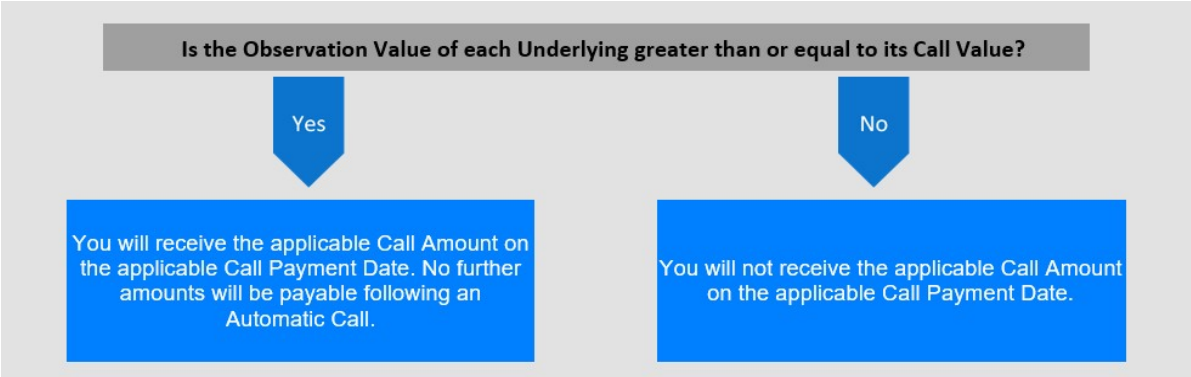 Is the Observation Value of each Underlying greater than or equal to its Call Value?
Yes
No
You will receive the applicable Call Amount on
the applicable Call Payment Date. No further
amounts will be payable following an
Automatic Call.
You will not receive the applicable Call Amount
on the applicable Call Payment Date.